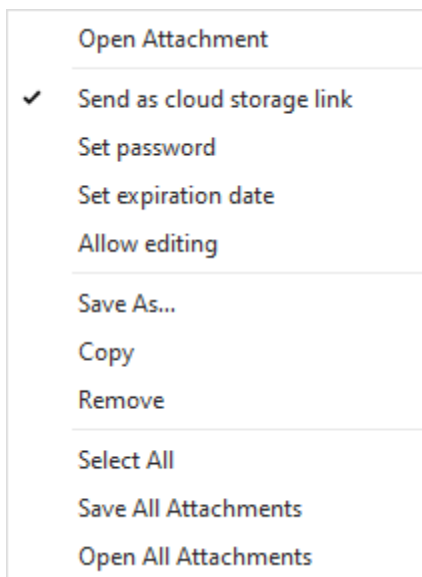 Open Attachment
Send as cloud storage link
Set password
Set expiration date
Allow editing
Save As...
Copy
Remove
Select All
Save All Attachments
Open All Attachments